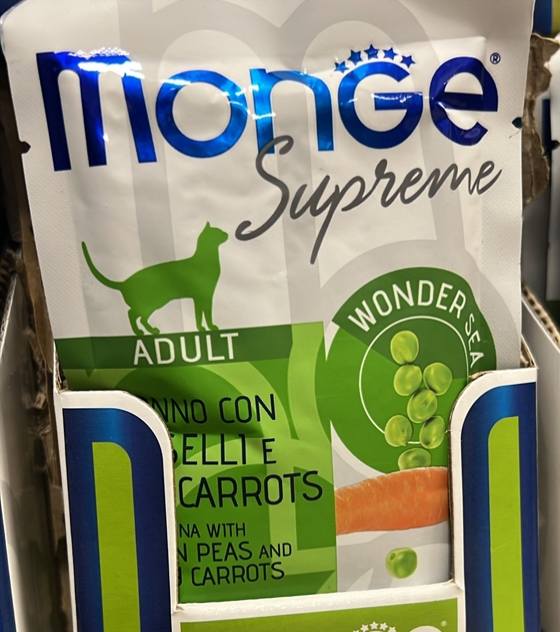 MonGe®
Supreme
WONDER SEA
ADULT
NNO CON
SELLI E
CARROTS
NA WITH
N PEAS AND
CARROTS